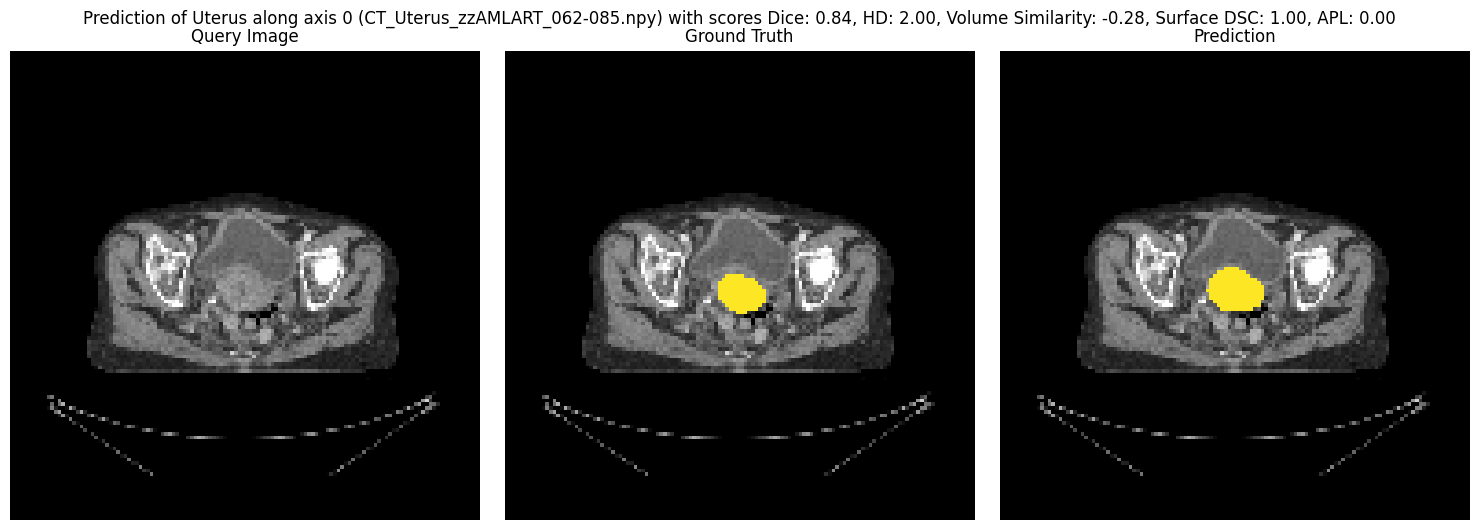 Prediction of Uterus along axis 0 (CT_Uterus_zzAMLART_062-085.npy) with scores Dice: 0.84, HD: 2.00, Volume Similarity: -0.28, Surface DSC: 1.00, APL: 0.00
Query Image
Ground Truth
Prediction